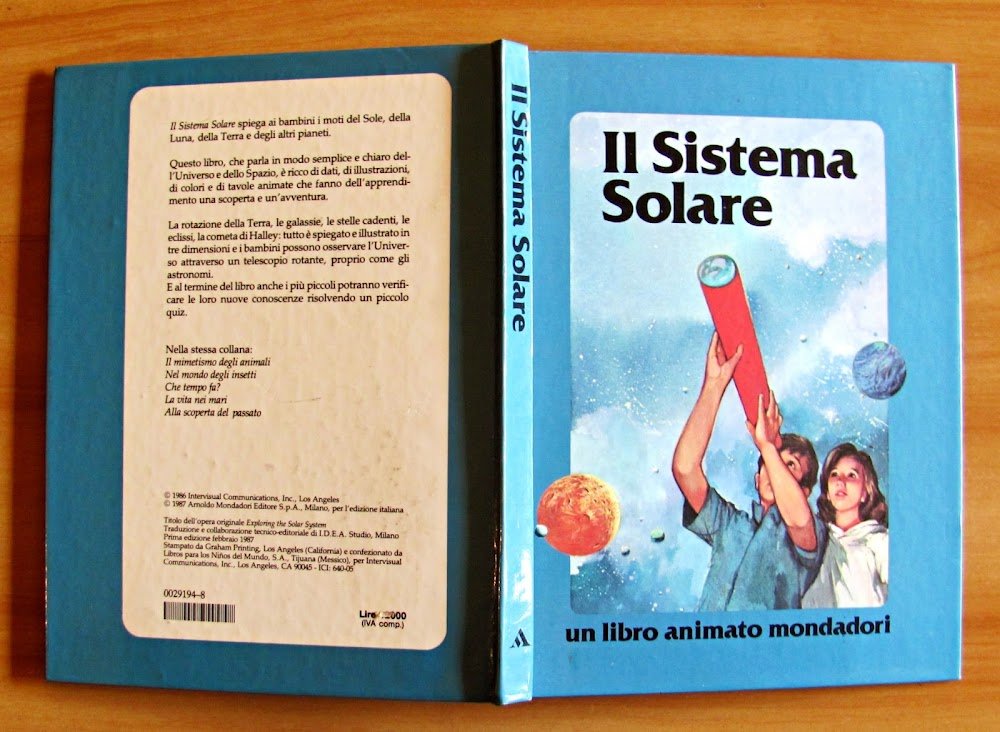 Il Sistema Solare spiega ai bambini i moti del Sole, della
Luna, della Terra e degli altri pianeti.
Questo libro, che parla in modo semplice e chiaro del-
l'Universo e dello Spazio, è ricco di dati, di illustrazioni,
di colori e di tavole animate che fanno dell'apprendi-
mento una scoperta e un'avventura.
La rotazione della Terra, le galassie, le stelle cadenti, le
eclissi, la cometa di Halley: tutto è spiegato e illustrato in
tre dimensioni e i bambini possono osservare l'Univer-
so attraverso un telescopio rotante, proprio come gli
astronomi.
E al termine del libro anche i più piccoli potranno verifi-
care le loro nuove conoscenze risolvendo un piccolo
quiz.
Nella stessa collana:
Il mimetismo degli animali
Nel mondo degli insetti
Che tempo fa?
La vita nei mari
Alla scoperta del passato
© 1986 Intervisual Communications, Inc., Los Angeles
© 1987 Arnoldo Mondadori Editore S.p.A., Milano, per l'edizione italiana
Titolo dell'opera originale Exploring the Solar System
Traduzione e collaborazione tecnico-editoriale di I.D.E.A. Studio, Milano
Prima edizione febbraio 1987
Stampato da Graham Printing, Los Angeles (California) e confezionato da
Libros para los Niños del Mundo, S.A., Tijuana (Messico), per Intervisual
Communications, Inc., Los Angeles, CA 90045 - ICI: 640-05
0029194-8
Lire
(IVA comp.)
Il Sistema Solare
Il Sistema
Solare
un libro animato mondadori